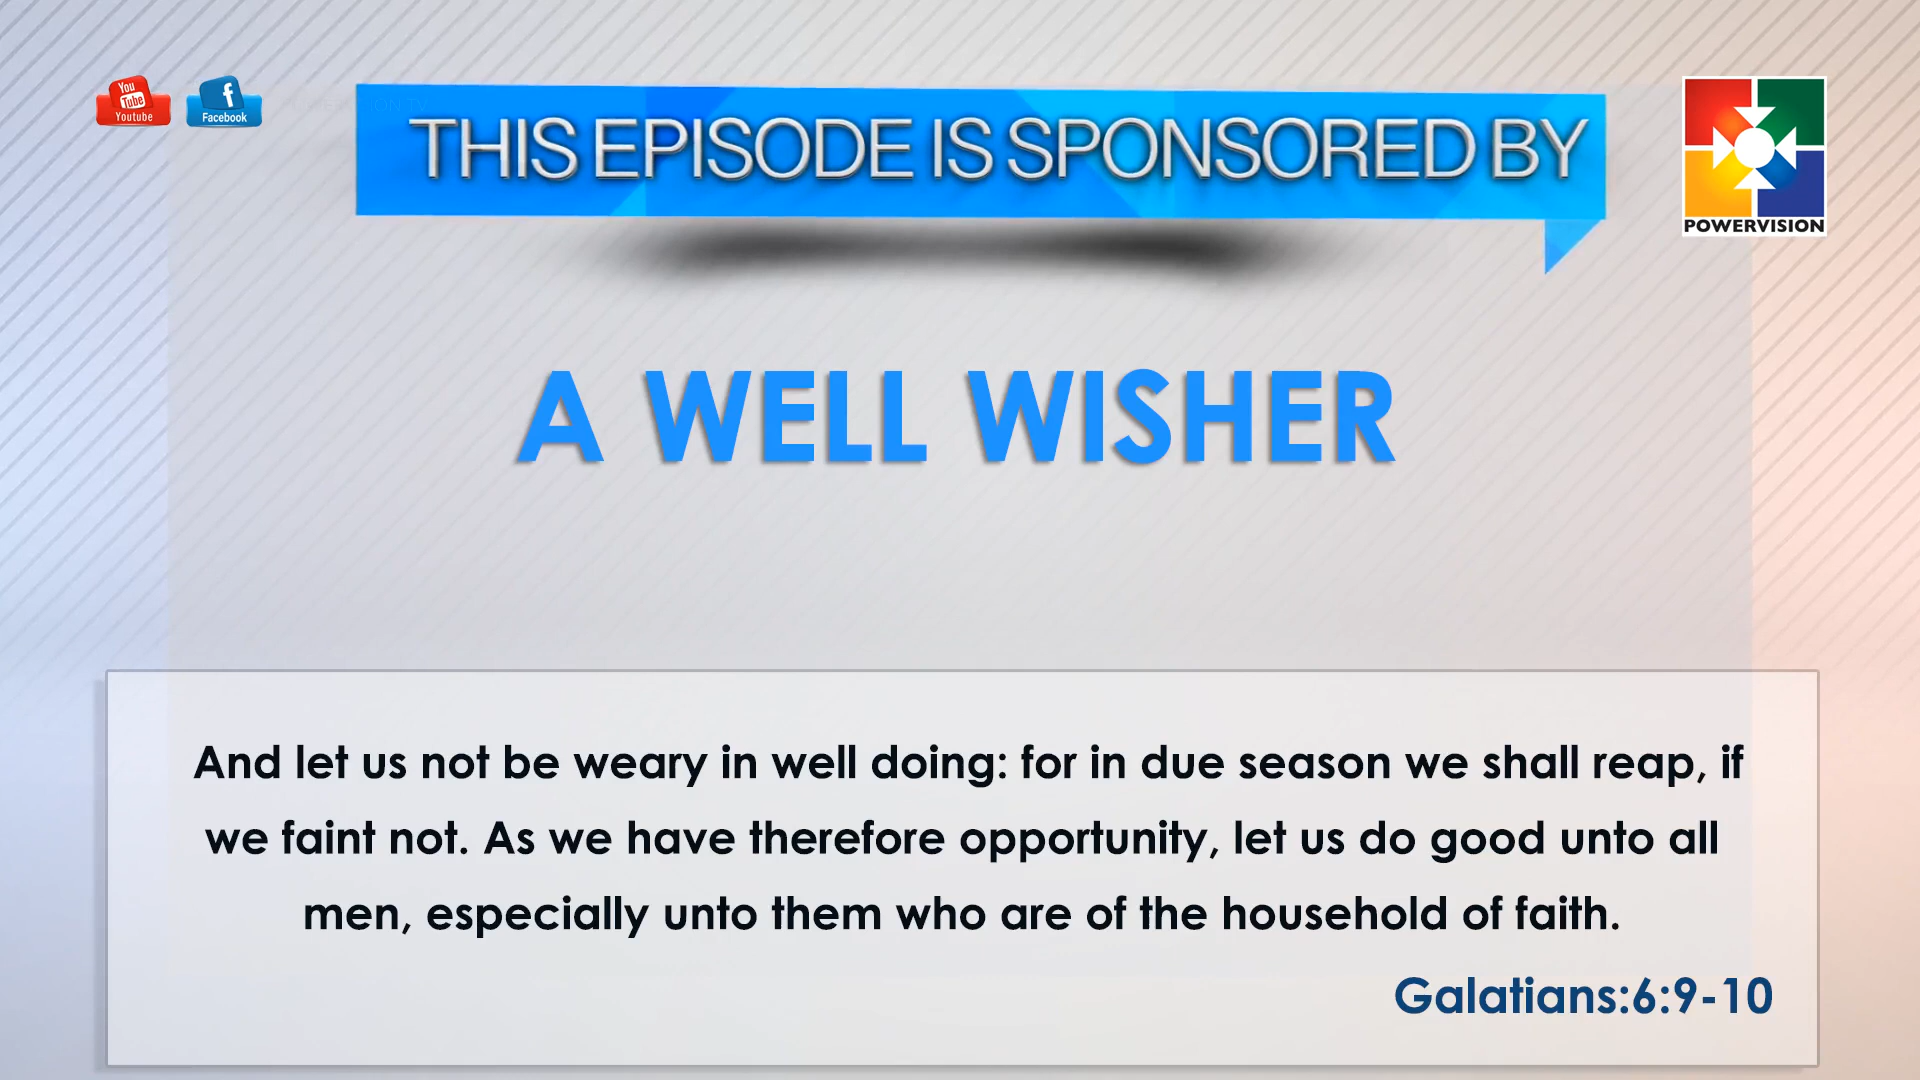 You
Tube
Youtube
f
Facebook
THIS EPISODE IS SPONSORED BY
POWERVISION
A WELL WISHER
And let us not be weary in well doing: for in due season we shall reap, if
we faint not. As we have therefore opportunity, let us do good unto all
men, especially unto them who are of the household of faith.
Galatians:6:9-10